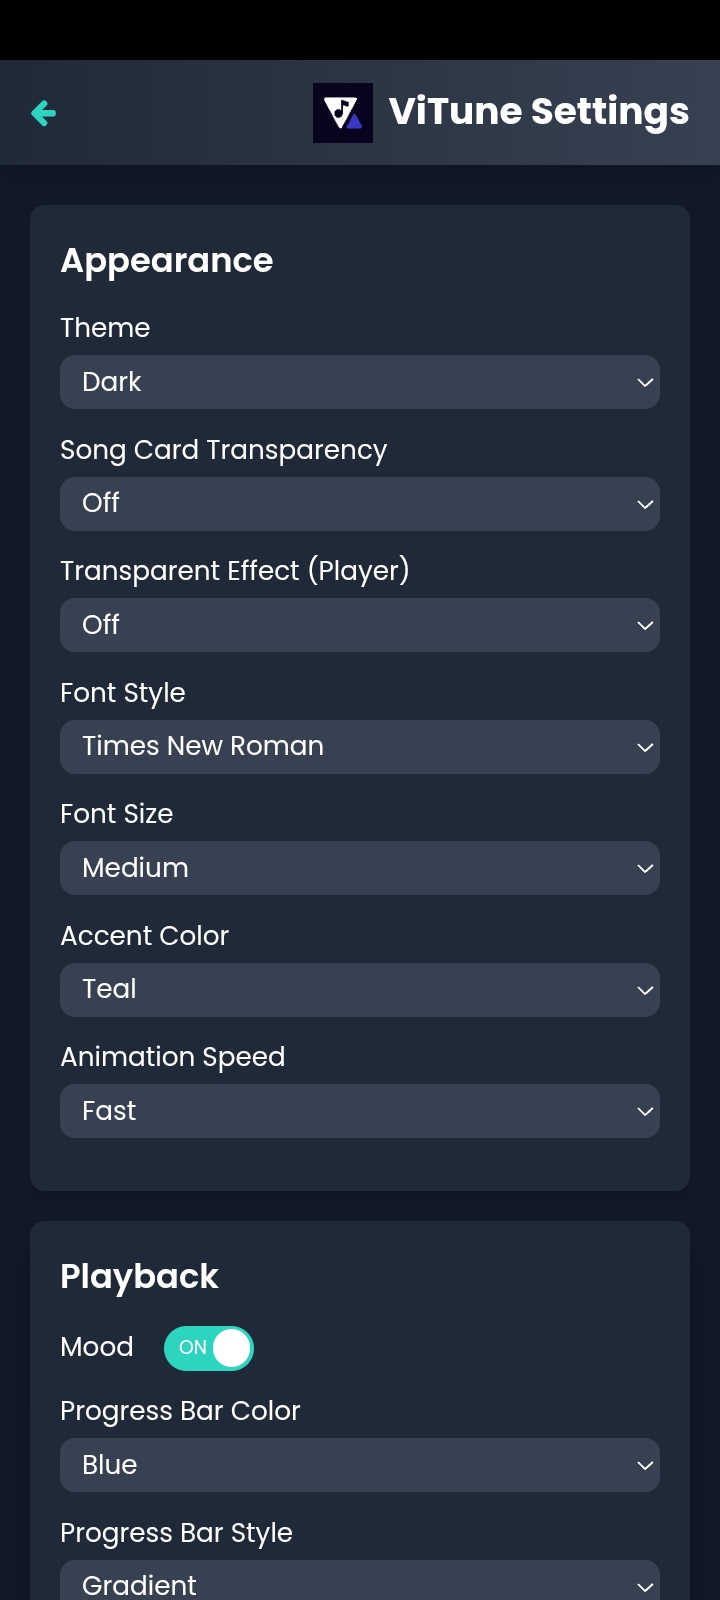 ViTune Settings
Appearance
Theme
Dark
Song Card Transparency
Off
Transparent Effect (Player)
Off
Font Style
Times New Roman
Font Size
Medium
Accent Color
Teal
Animation Speed
Fast
Playback
Mood ON
Progress Bar Color
Blue
Progress Bar Style
Gradient